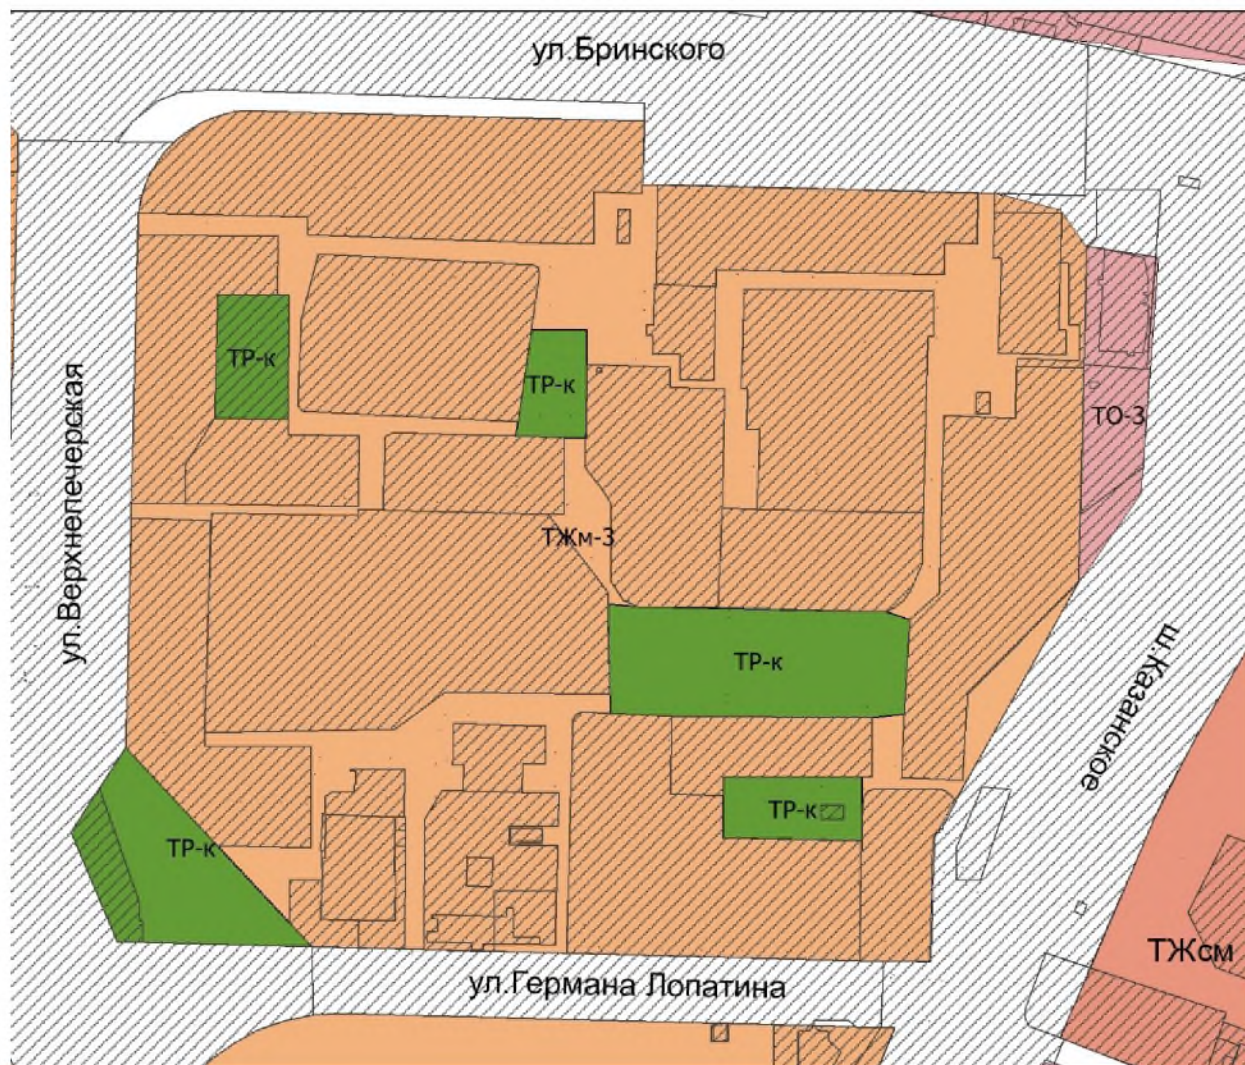 ул.Бринского
ТР-к
ТР-к
ТО-3
ул.Верхнепечерская
ТЖм-3
ТР-к
ш.Казанское
ТР-к
ТР-к
ТЖсм
ул.Германа Лопатина